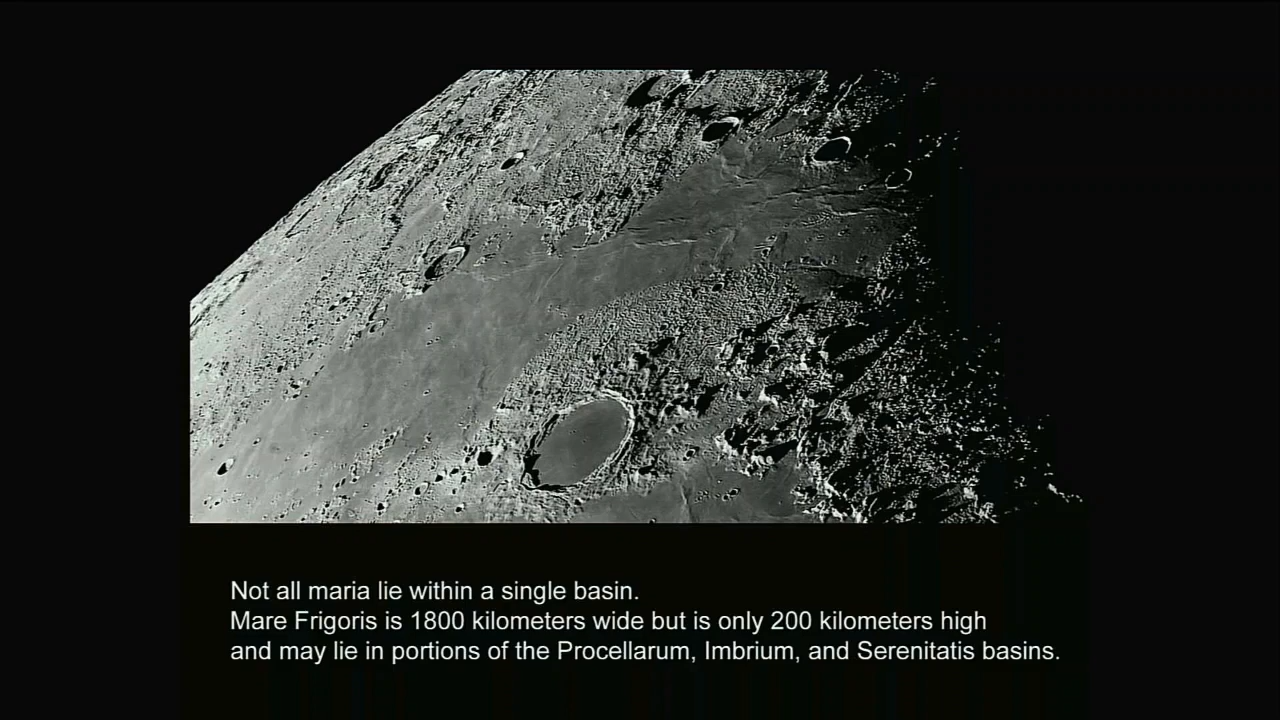 Not all maria lie within a single basin.
Mare Frigoris is 1800 kilometers wide but is only 200 kilometers high
and may lie in portions of the Procellarum, Imbrium, and Serenitatis basins.